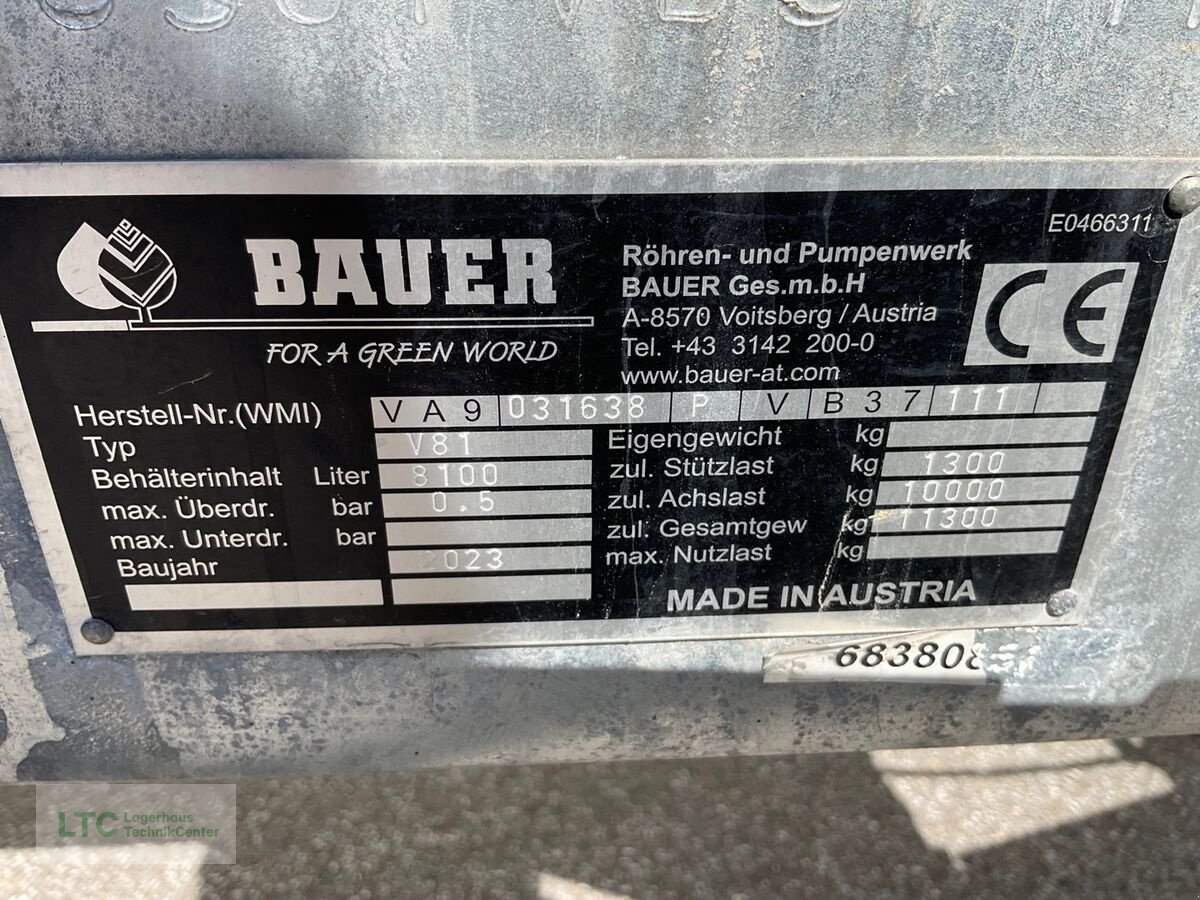 E0466311
BAUER
FOR A GREEN WORLD
Röhren- und Pumpenwerk
BAUER Ges.m.b.H
A-8570 Voitsberg / Austria
Tel. +43 3142 200-0
www.bauer-at.com
CE
Herstell-Nr.(WMI) VA9 031638 P V B37 111
Typ V81
Behälterinhalt Liter 8100
max. Überdr. bar 0.5
max. Unterdr. bar
Baujahr 2023
Eigengewicht kg
zul. Stützlast kg 1300
zul. Achslast kg 10000
zul. Gesamtgew kg 11300
max. Nutzlast kg
MADE IN AUSTRIA
LTC Lagerhaus
TechnikCenter